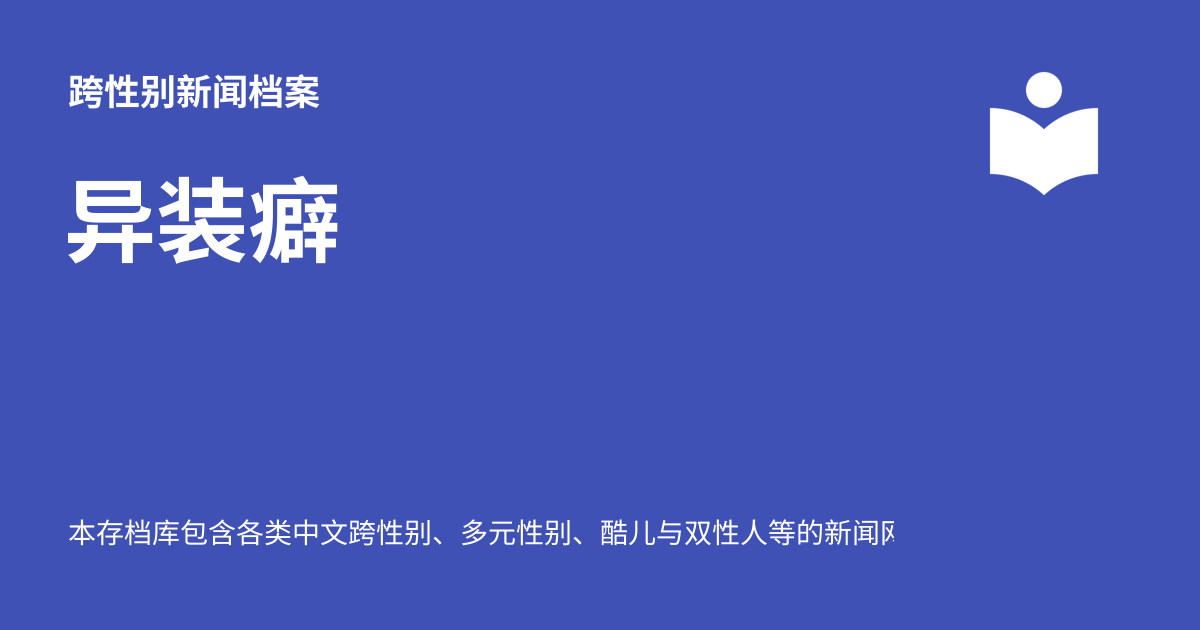 跨性别新闻档案
异装癖
本存档库包含各类中文跨性别、多元性别、酷儿与双性人等的新闻